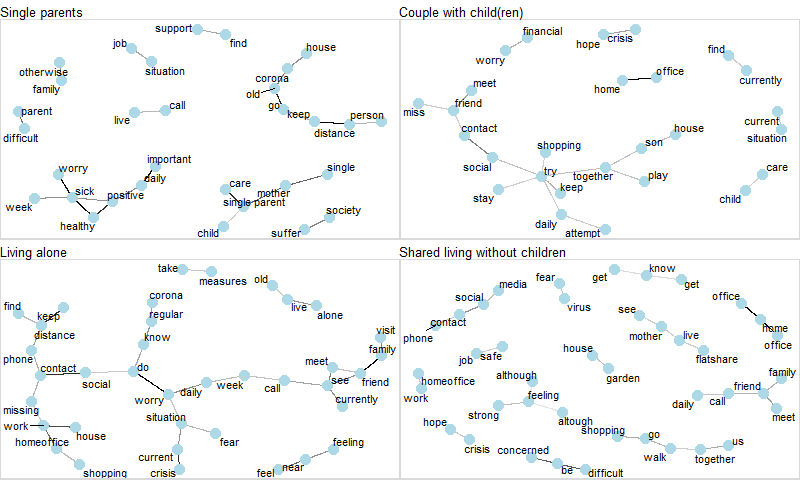 Single parents
support
find
job
situation
house
corona
old
go
keep
distance
person
otherwise
family
parent
difficult
live
call
worry
sick
week
healthy
positive
daily
important
care
single parent
mother
single
child
suffer
society
Couple with child(ren)
financial
worry
hope
crisis
find
currently
meet
miss
friend
contact
home
office
current
situation
social
shopping
try
keep
stay
together
son
house
play
daily
attempt
care
child
Living alone
take
measures
old
live
alone
corona
regular
know
find
keep
distance
phone
contact
social
do
missing
work
house
homeoffice
shopping
worry
daily
week
call
meet
see
currently
friend
family
visit
situation
fear
current
crisis
feeling
near
feel
Shared living without children
fear
virus
get
know
get
media
social
contact
phone
see
mother
live
flatshare
office
home
office
job
safe
house
garden
homeoffice
work
although
feeling
strong
altough
hope
crisis
concerned
be
difficult
shopping
go
walk
together
us
daily
call
friend
family
meet